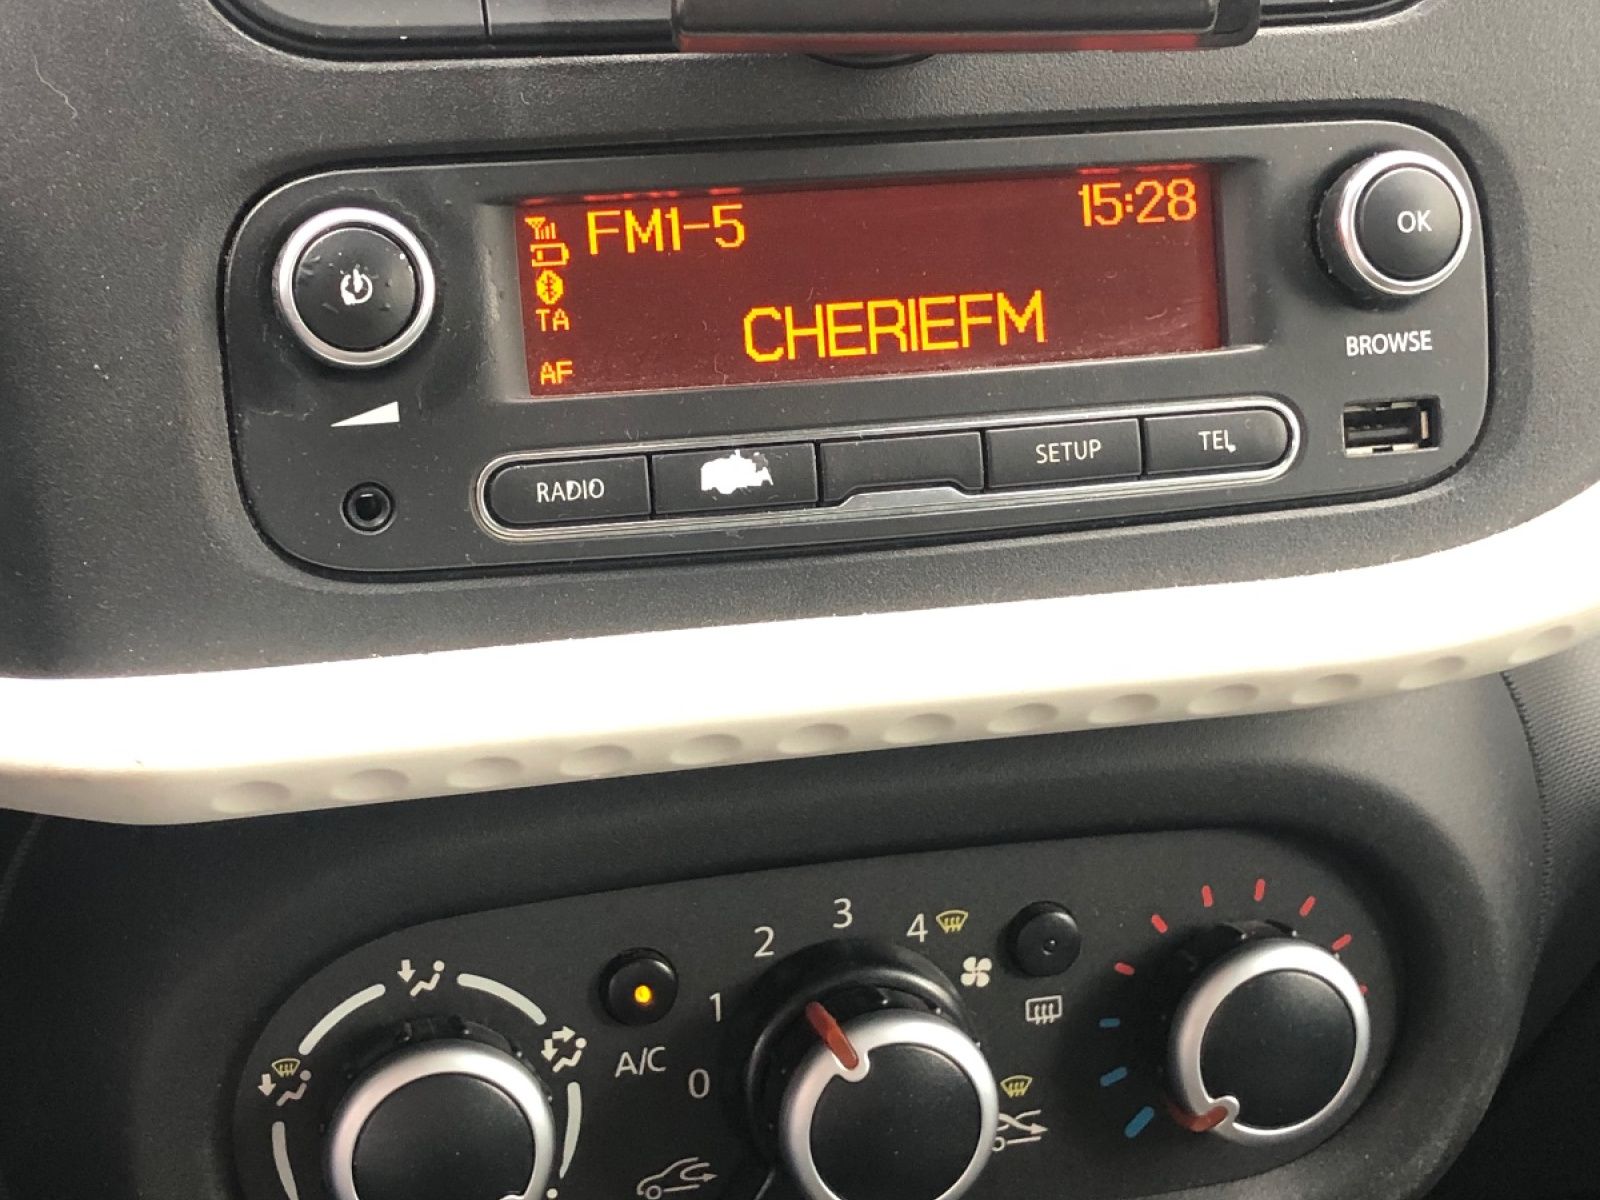 FM1-5 15:28
TA
CHERIEFM
AF
OK
BROWSE
RADIO SETUP TEL
0 1 2 3 4
A/C